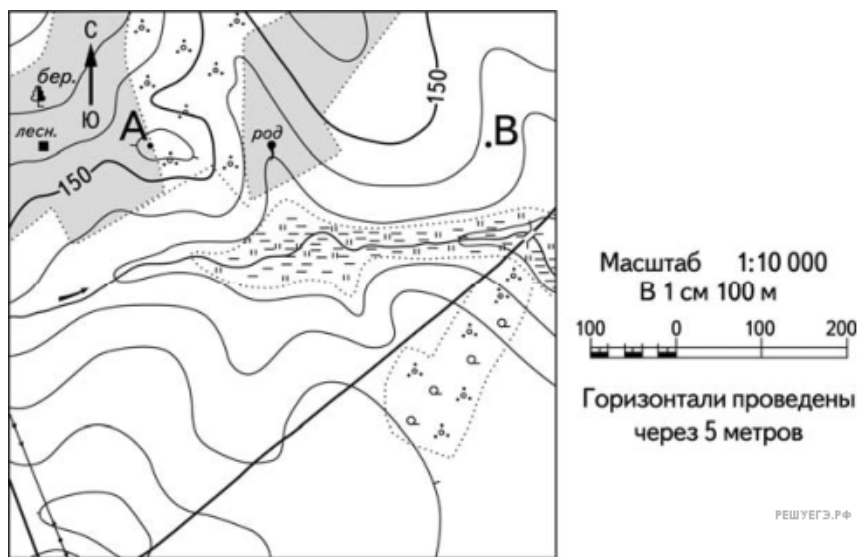 С
бер.
Ю
лесн.
А
150
род
150
В
Масштаб 1:10 000
В 1 см 100 м
100 0 100 200
Горизонтали проведены
через 5 метров
РЕШУЕГЭ.РФ